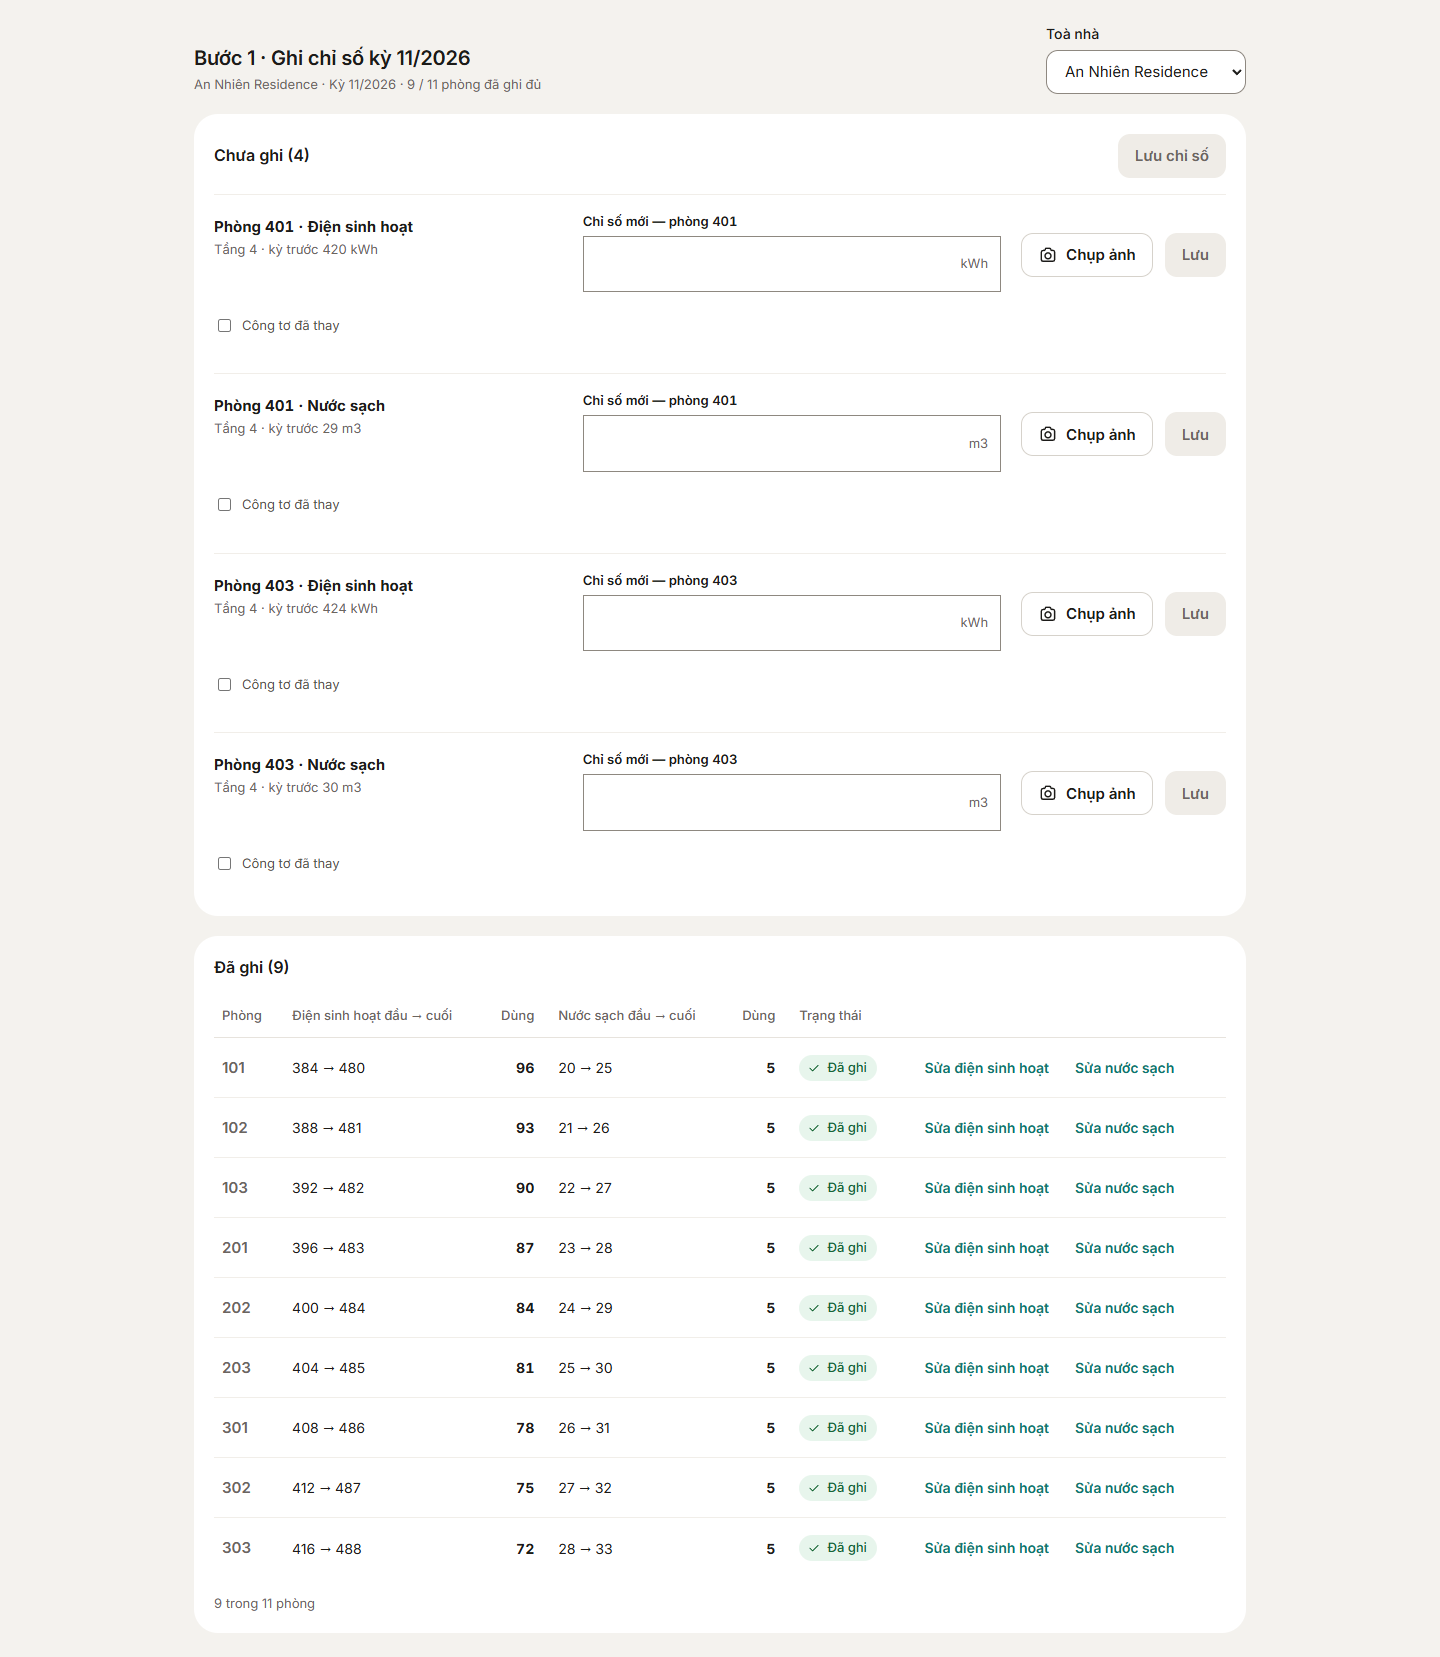 Bước 1 · Ghi chỉ số kỳ 11/2026
An Nhiên Residence · Kỳ 11/2026 · 9 / 11 phòng đã ghi đủ
Toà nhà
An Nhiên Residence
Chưa ghi (4)
Lưu chỉ số
Phòng 401 · Điện sinh hoạt
Tầng 4 · kỳ trước 420 kWh
Chỉ số mới — phòng 401
kWh
Chụp ảnh
Lưu
Công tơ đã thay
Phòng 401 · Nước sạch
Tầng 4 · kỳ trước 29 m3
Chỉ số mới — phòng 401
m3
Chụp ảnh
Lưu
Công tơ đã thay
Phòng 403 · Điện sinh hoạt
Tầng 4 · kỳ trước 424 kWh
Chỉ số mới — phòng 403
kWh
Chụp ảnh
Lưu
Công tơ đã thay
Phòng 403 · Nước sạch
Tầng 4 · kỳ trước 30 m3
Chỉ số mới — phòng 403
m3
Chụp ảnh
Lưu
Công tơ đã thay
Đã ghi (9)
Phòng Điện sinh hoạt đầu → cuối Dùng Nước sạch đầu → cuối Dùng Trạng thái
101 384 → 480 96 20 → 25 5 Đã ghi Sửa điện sinh hoạt Sửa nước sạch
102 388 → 481 93 21 → 26 5 Đã ghi Sửa điện sinh hoạt Sửa nước sạch
103 392 → 482 90 22 → 27 5 Đã ghi Sửa điện sinh hoạt Sửa nước sạch
201 396 → 483 87 23 → 28 5 Đã ghi Sửa điện sinh hoạt Sửa nước sạch
202 400 → 484 84 24 → 29 5 Đã ghi Sửa điện sinh hoạt Sửa nước sạch
203 404 → 485 81 25 → 30 5 Đã ghi Sửa điện sinh hoạt Sửa nước sạch
301 408 → 486 78 26 → 31 5 Đã ghi Sửa điện sinh hoạt Sửa nước sạch
302 412 → 487 75 27 → 32 5 Đã ghi Sửa điện sinh hoạt Sửa nước sạch
303 416 → 488 72 28 → 33 5 Đã ghi Sửa điện sinh hoạt Sửa nước sạch
9 trong 11 phòng